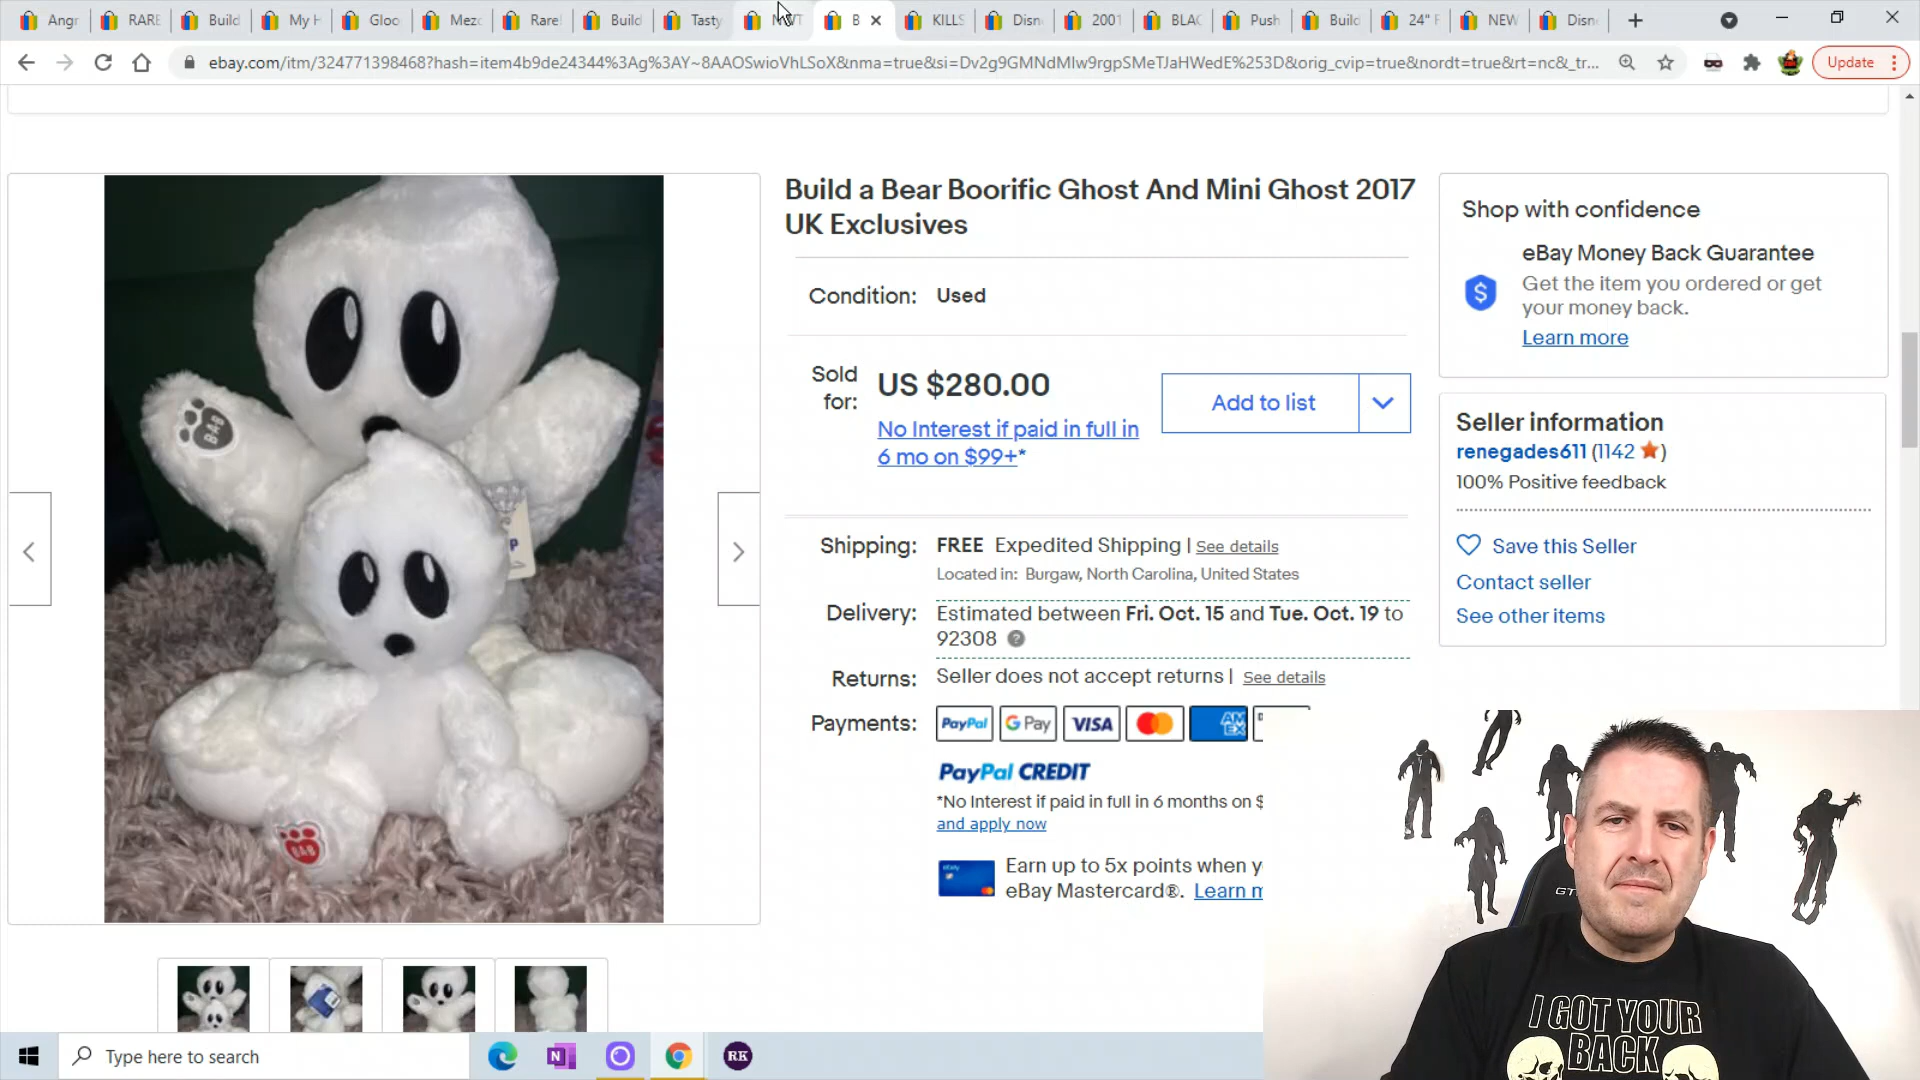 Angr
RARE
Build
My H
Gloo
Mezc
Rare!
Build
Tasty
B
KILLS
Disn
2001
BLAC
Push
Build
24" F
NEW
Disn
ebay.com/itm/324771398468?hash=item4b9de24344%3Ag%3AY~8AAOSwioVhLSoX&nma=true&si=Dv2g9GMNdMIw9rgpSMeTJaHWedE%253D&orig_cvip=true&nordt=true&rt=nc&_tr...
Update
Build a Bear Boorific Ghost And Mini Ghost 2017
UK Exclusives
Condition: Used
Sold for: US $280.00
No Interest if paid in full in
6 mo on $99+*
Add to list
Shipping: FREE Expedited Shipping | See details
Located in: Burgaw, North Carolina, United States
Delivery: Estimated between Fri. Oct. 15 and Tue. Oct. 19 to
92308
Returns: Seller does not accept returns | See details
Payments: PayPal G Pay VISA AM EX
PayPal CREDIT
*No Interest if paid in full in 6 months on $
and apply now
Earn up to 5x points when y
eBay Mastercard®. Learn m
Shop with confidence
eBay Money Back Guarantee
Get the item you ordered or get
your money back.
Learn more
Seller information
renegades611 (1142)
100% Positive feedback
Save this Seller
Contact seller
See other items
BAB
BAB
GT
I GOT YOUR
BACK
Type here to search
N
RK